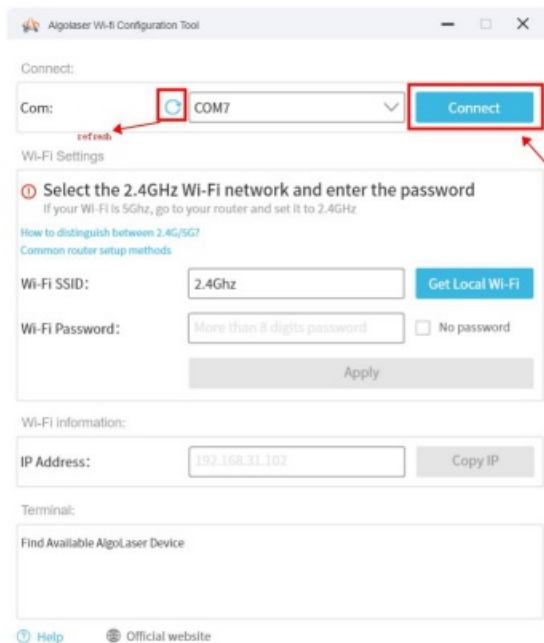 Algolaser Wi-fi Configuration Tool
Connect:
Com: COM7 Connect
refresh
Wi-Fi Settings
Select the 2.4GHz Wi-Fi network and enter the password
If your Wi-Fi is 5Ghz, go to your router and set it to 2.4GHz
How to distinguish between 2.4G/5G?
Common router setup methods
Wi-Fi SSID: 2.4Ghz Get Local Wi-Fi
Wi-Fi Password: More than 8 digits password No password
Apply
Wi-Fi information:
IP Address: 192.168.31.102 Copy IP
Terminal:
Find Available AlgoLaser Device
Help Official website